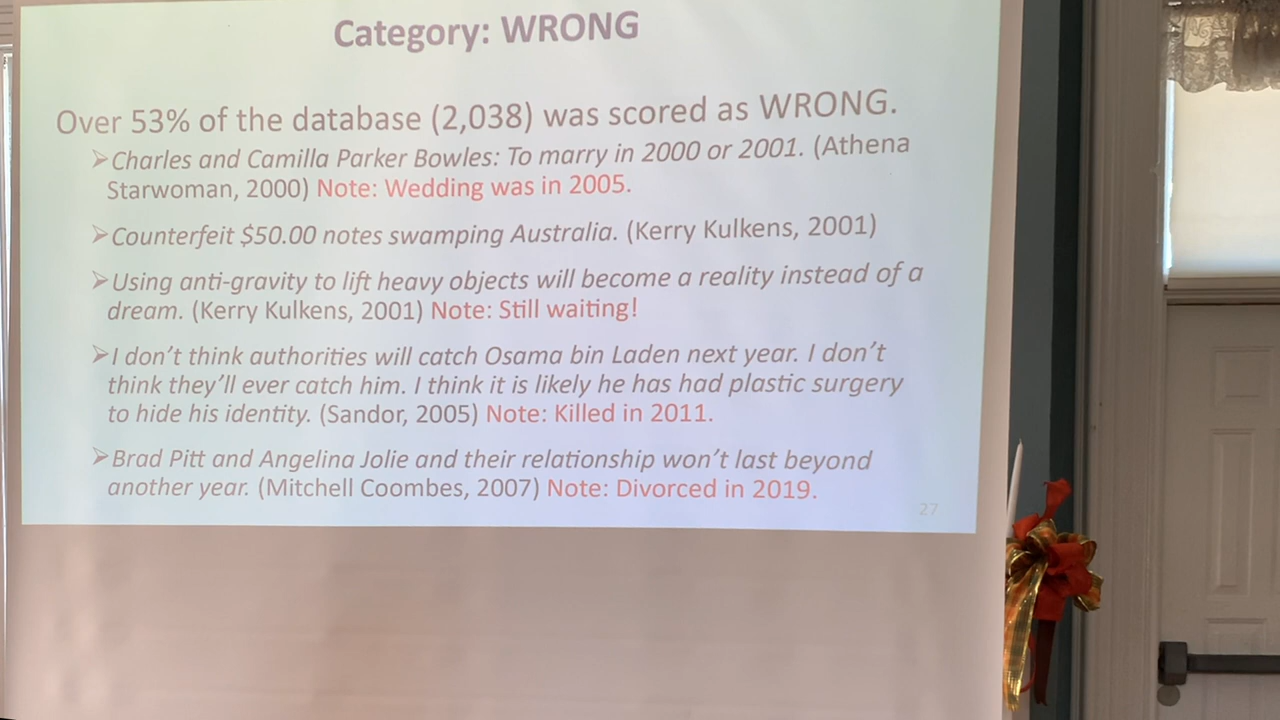 Category: WRONG
Over 53% of the database (2,038) was scored as WRONG.
➢Charles and Camilla Parker Bowles: To marry in 2000 or 2001. (Athena
Starwoman, 2000) Note: Wedding was in 2005.
➢Counterfeit $50.00 notes swamping Australia. (Kerry Kulkens, 2001)
➢Using anti-gravity to lift heavy objects will become a reality instead of a
dream. (Kerry Kulkens, 2001) Note: Still waiting!
➢I don't think authorities will catch Osama bin Laden next year. I don't
think they'll ever catch him. I think it is likely he has had plastic surgery
to hide his identity. (Sandor, 2005) Note: Killed in 2011.
➢Brad Pitt and Angelina Jolie and their relationship won't last beyond
another year. (Mitchell Coombes, 2007) Note: Divorced in 2019.
27